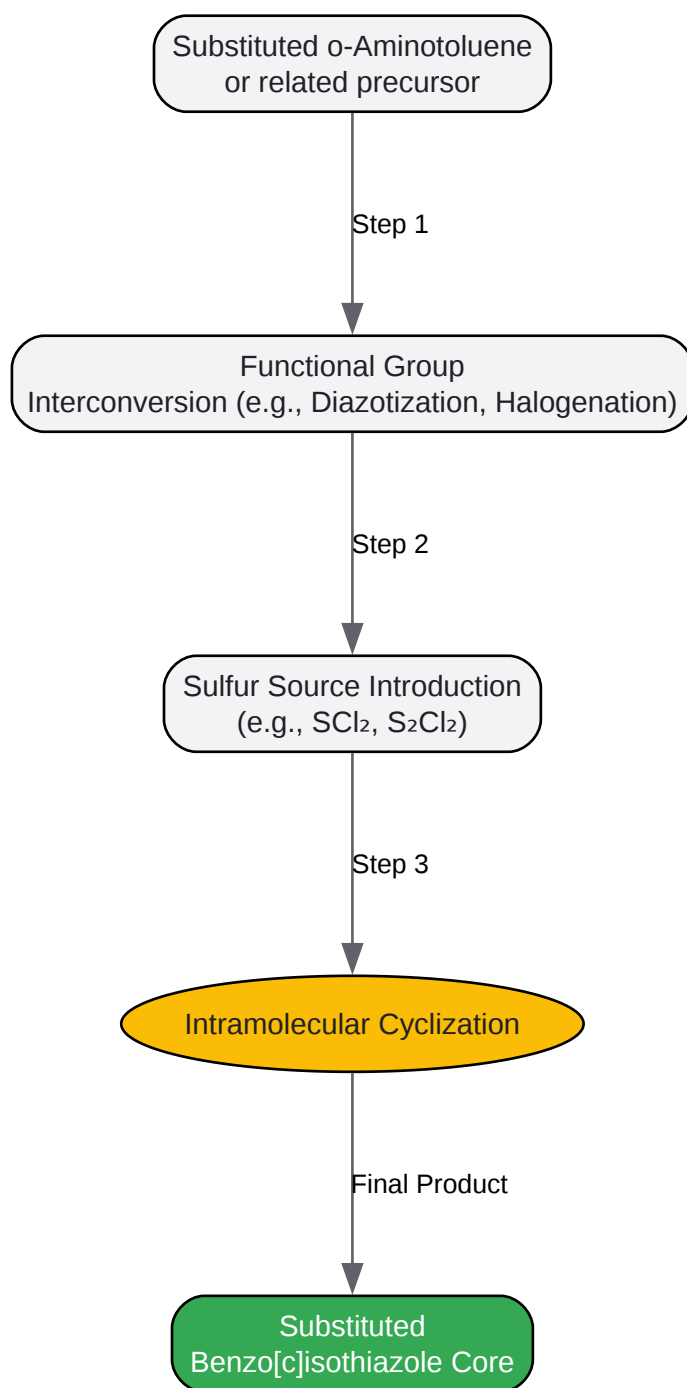 Substituted o-Aminotoluene
or related precursor
Step 1
Functional Group
Interconversion (e.g., Diazotization, Halogenation)
Step 2
Sulfur Source Introduction
(e.g., SCl₂, S₂Cl₂)
Step 3
Intramolecular Cyclization
Final Product
Substituted
Benzo[c]isothiazole Core